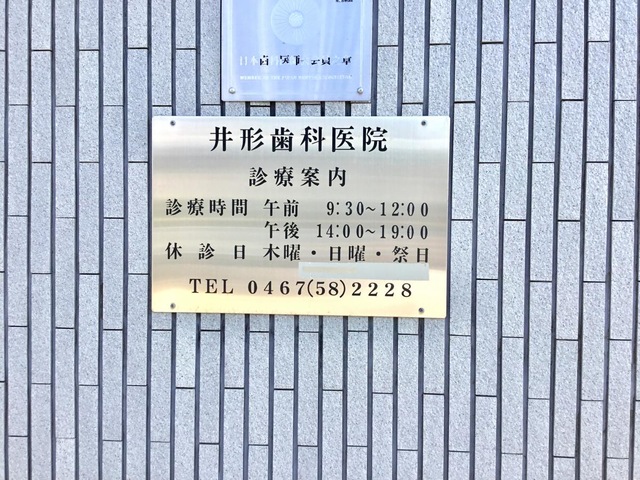 井形歯科医院
診療案内
診療時間 午前 9:30~12:00
午後 14:00~19:00
休診日 木曜・日曜・祭日
TEL 0467(58)2228